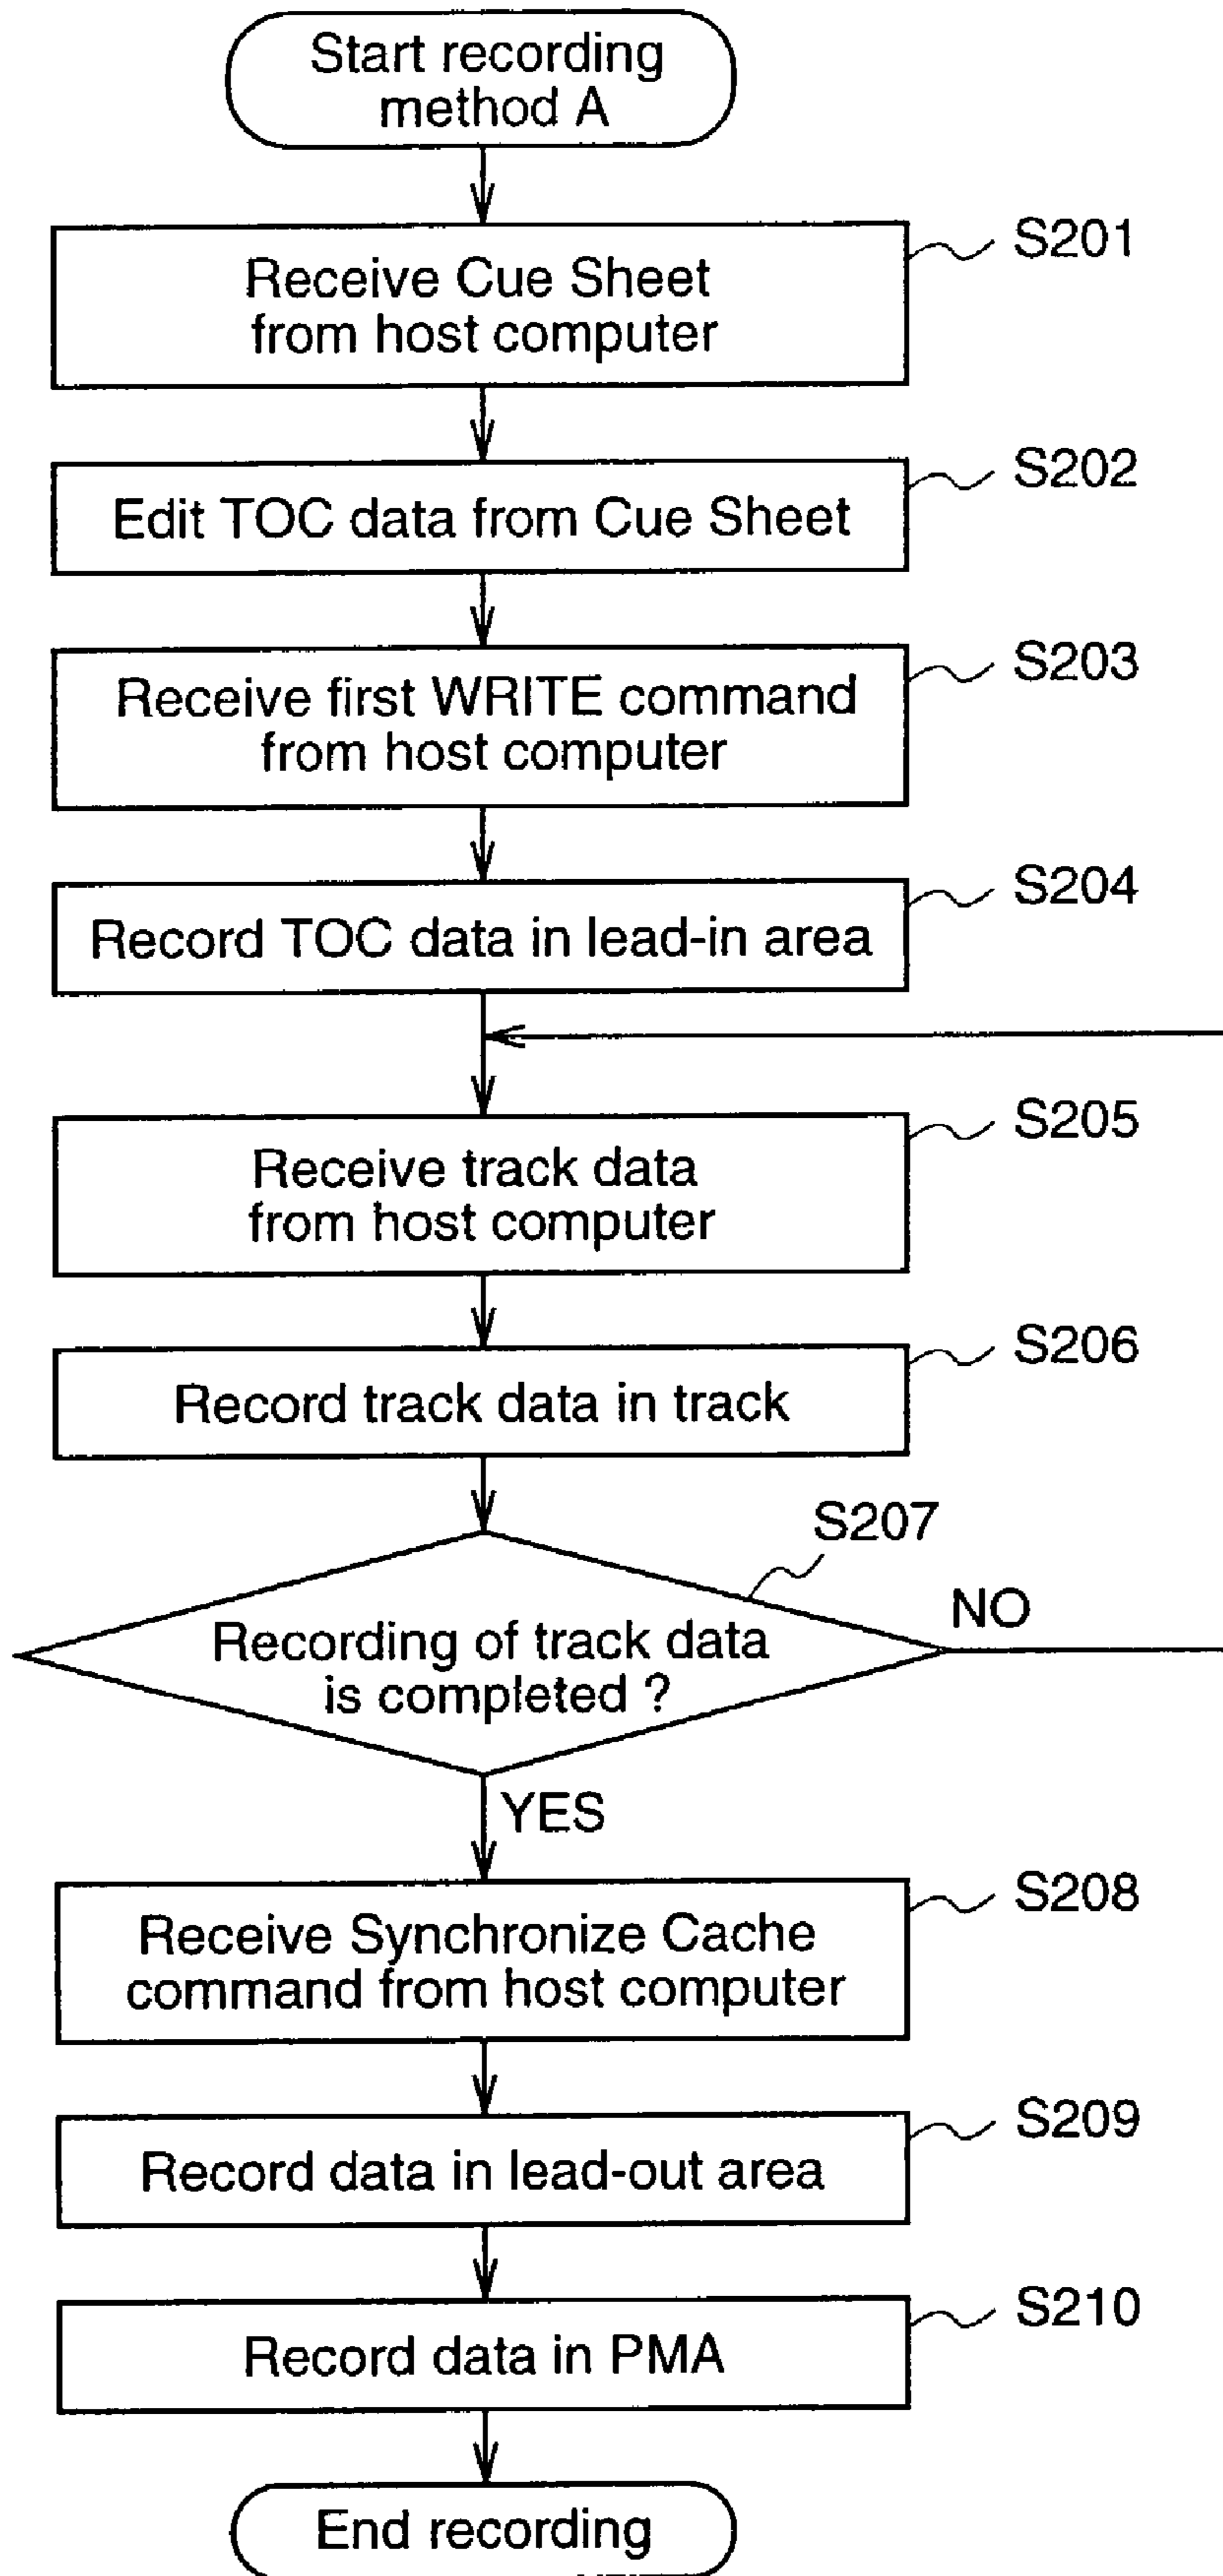 Start recording
method A
S201
Receive Cue Sheet
from host computer
S202
Edit TOC data from Cue Sheet
S203
Receive first WRITE command
from host computer
S204
Record TOC data in lead-in area
S205
Receive track data
from host computer
S206
Record track data in track
S207
Recording of track data
is completed ?
NO
YES
S208
Receive Synchronize Cache
command from host computer
S209
Record data in lead-out area
S210
Record data in PMA
End recording